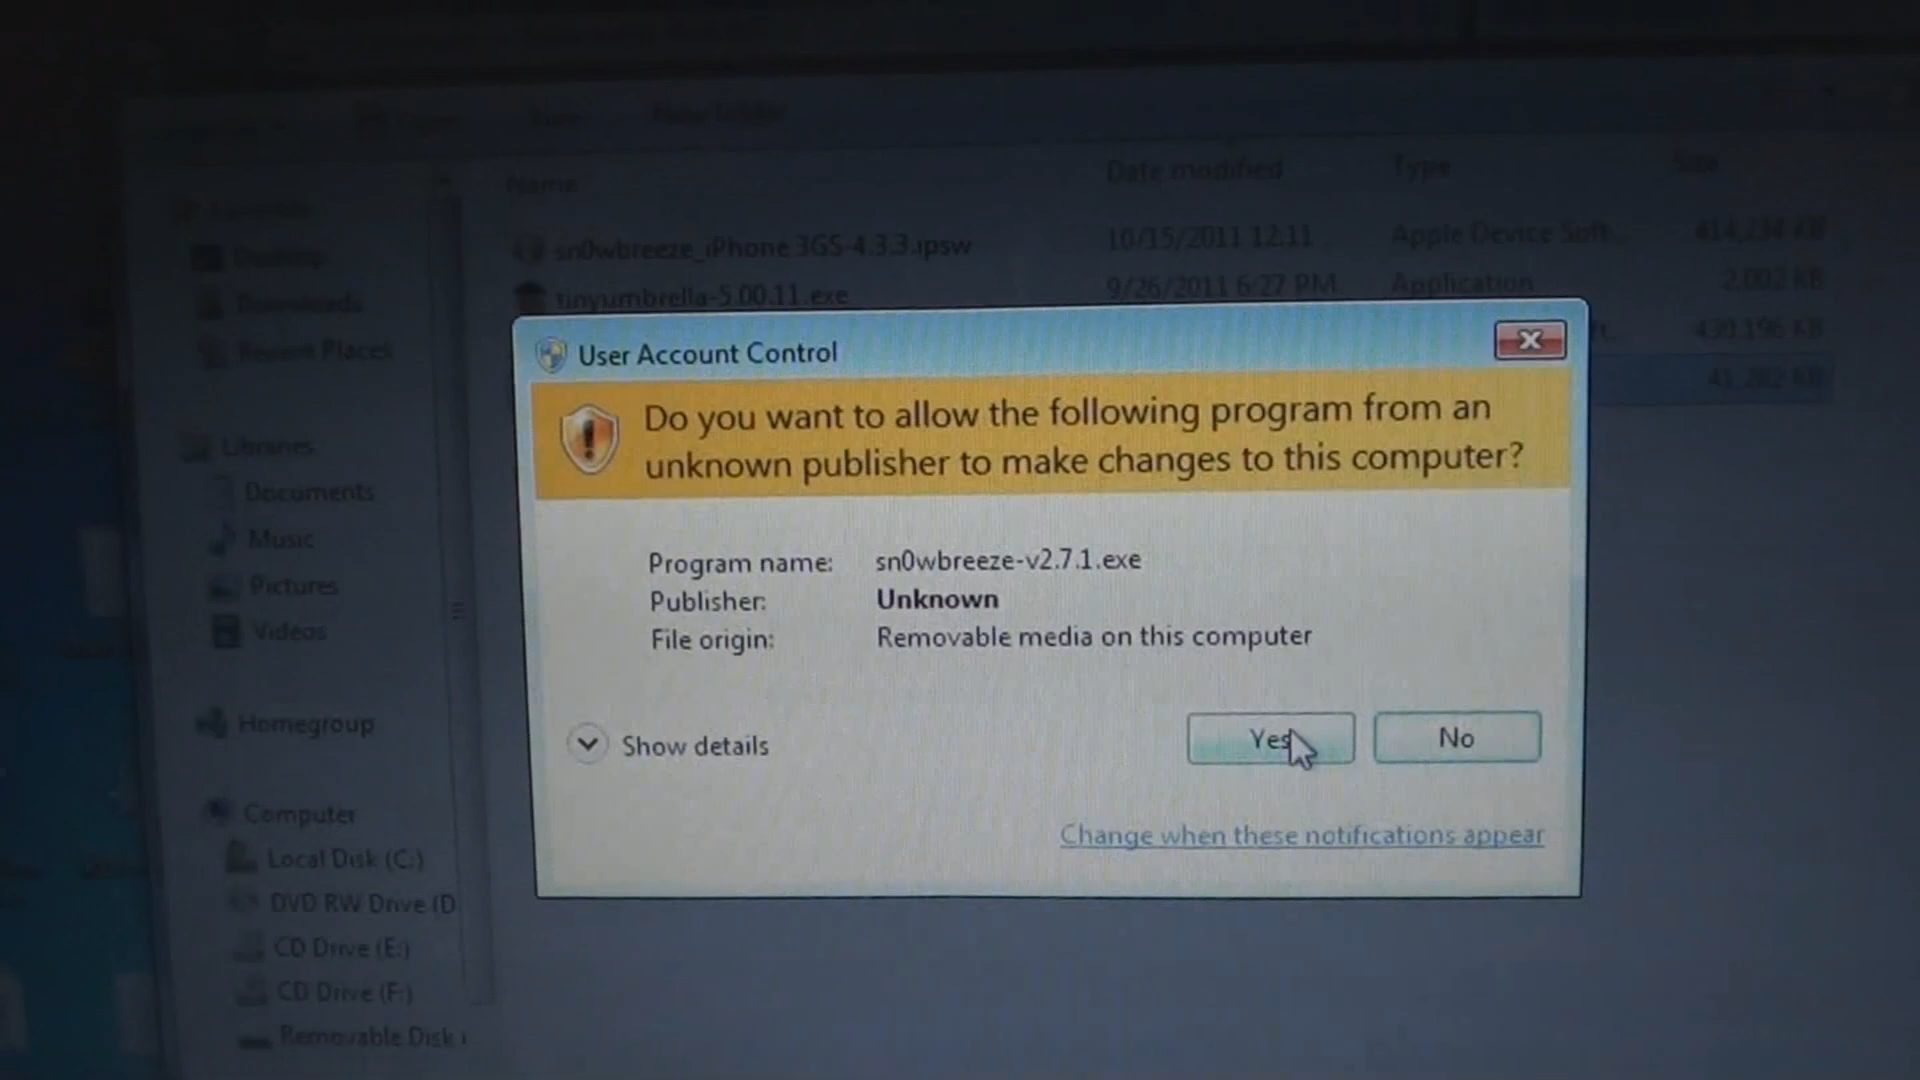 New folder
Name
Date modified
Type
Size
Favorites
Desktop
Downloads
Recent Places
Libraries
Documents
Music
Pictures
Videos
Homegroup
Computer
Local Disk (C:)
DVD RW Drive (D
CD Drive (E:)
CD Drive (F:)
Removable Disk
sn0wbreeze_iPhone 3GS-4.3.3.ipsw
10/15/2011 12:11
Apple Device Soft...
414,234 KB
tinyumbrella-5.00.11.exe
9/26/2011 6:27 PM
Application
2,002 KB
430,196 KB
41,282 KB
User Account Control
Do you want to allow the following program from an
unknown publisher to make changes to this computer?
Program name: sn0wbreeze-v2.7.1.exe
Publisher: Unknown
File origin: Removable media on this computer
Show details
Yes
No
Change when these notifications appear